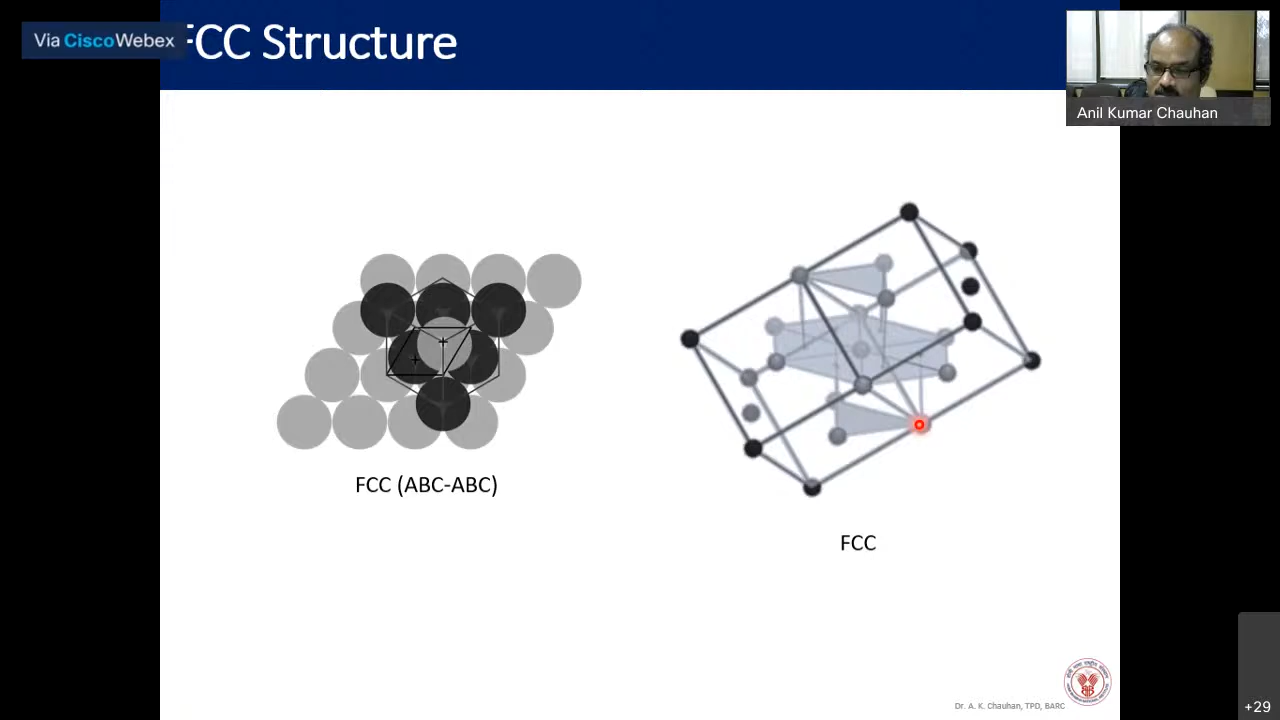 Via Cisco Webex
FCC Structure
Anil Kumar Chauhan
FCC (ABC-ABC)
FCC
Dr. A. K. Chauhan, TPD, BARC
+29